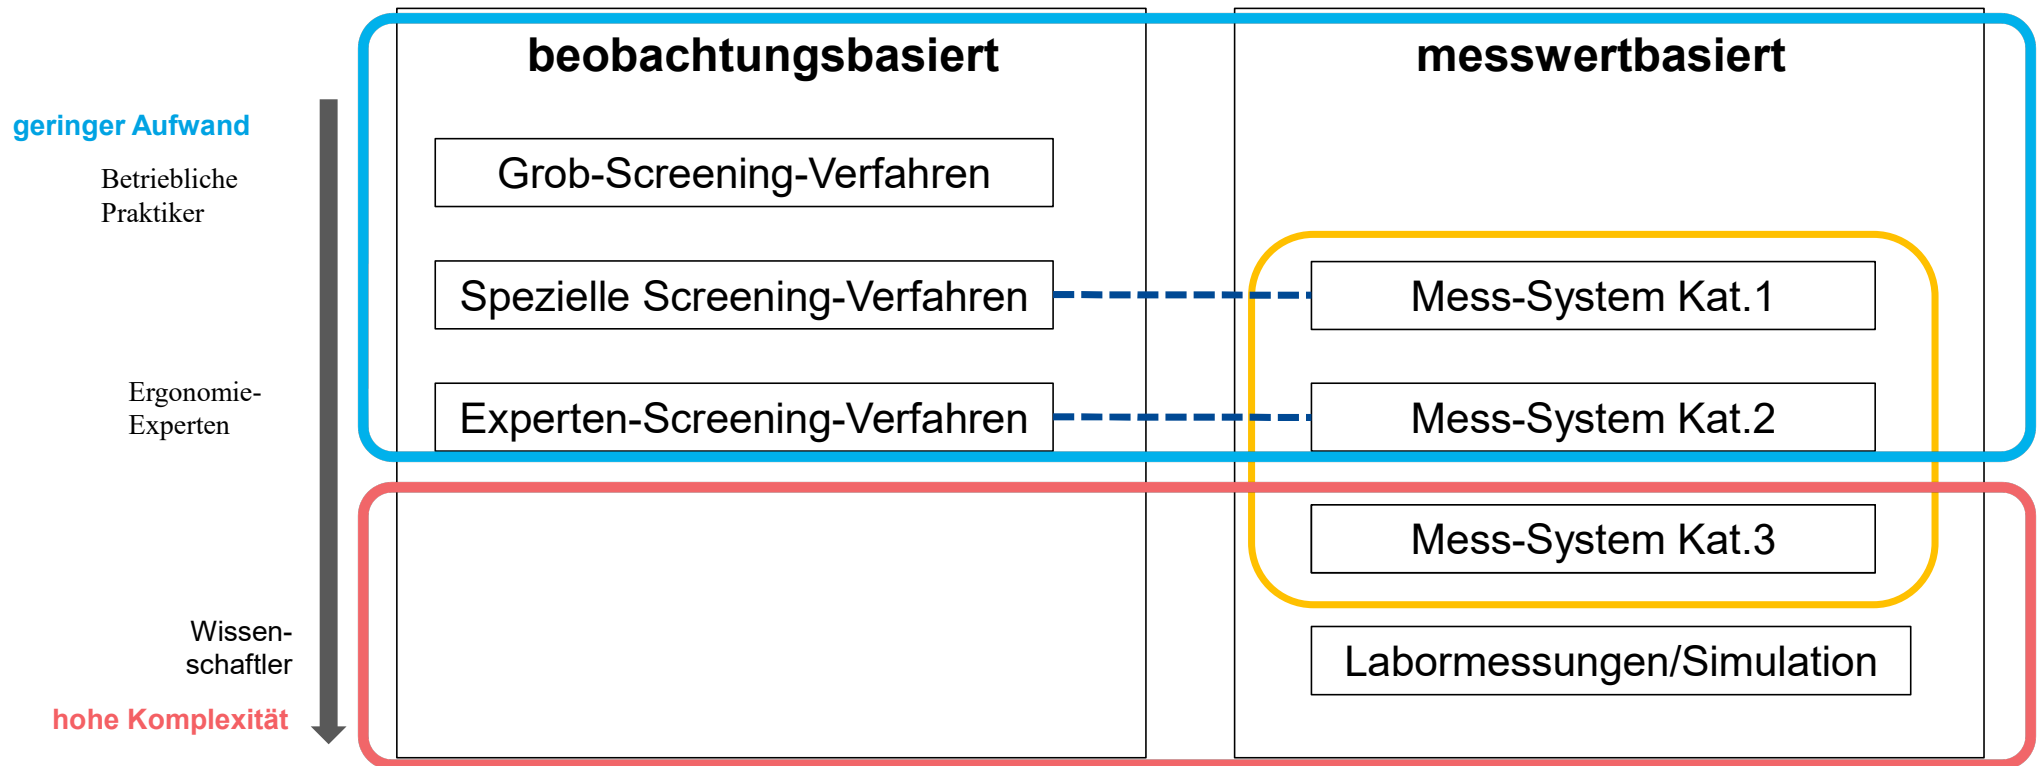 beobachtungsbasiert
messwertbasiert
geringer Aufwand
Betriebliche
Praktiker
Grob-Screening-Verfahren
Spezielle Screening-Verfahren
Mess-System Kat.1
Ergonomie-
Experten
Experten-Screening-Verfahren
Mess-System Kat.2
Mess-System Kat.3
Wissen-
schaftler
Labormessungen/Simulation
hohe Komplexität